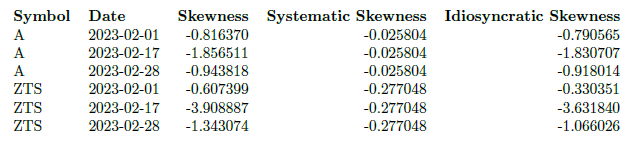 Symbol Date Skewness Systematic Skewness Idiosyncratic Skewness
A 2023-02-01 -0.816370 -0.025804 -0.790565
A 2023-02-17 -1.856511 -0.025804 -1.830707
A 2023-02-28 -0.943818 -0.025804 -0.918014
ZTS 2023-02-01 -0.607399 -0.277048 -0.330351
ZTS 2023-02-17 -3.908887 -0.277048 -3.631840
ZTS 2023-02-28 -1.343074 -0.277048 -1.066026